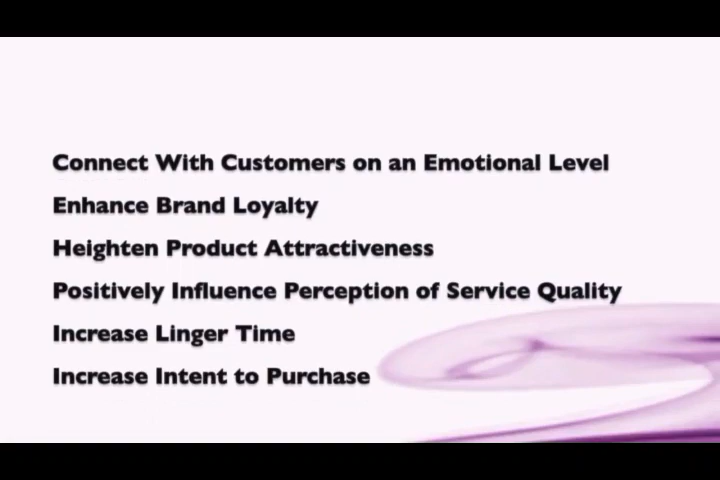 Connect With Customers on an Emotional Level
Enhance Brand Loyalty
Heighten Product Attractiveness
Positively Influence Perception of Service Quality
Increase Linger Time
Increase Intent to Purchase